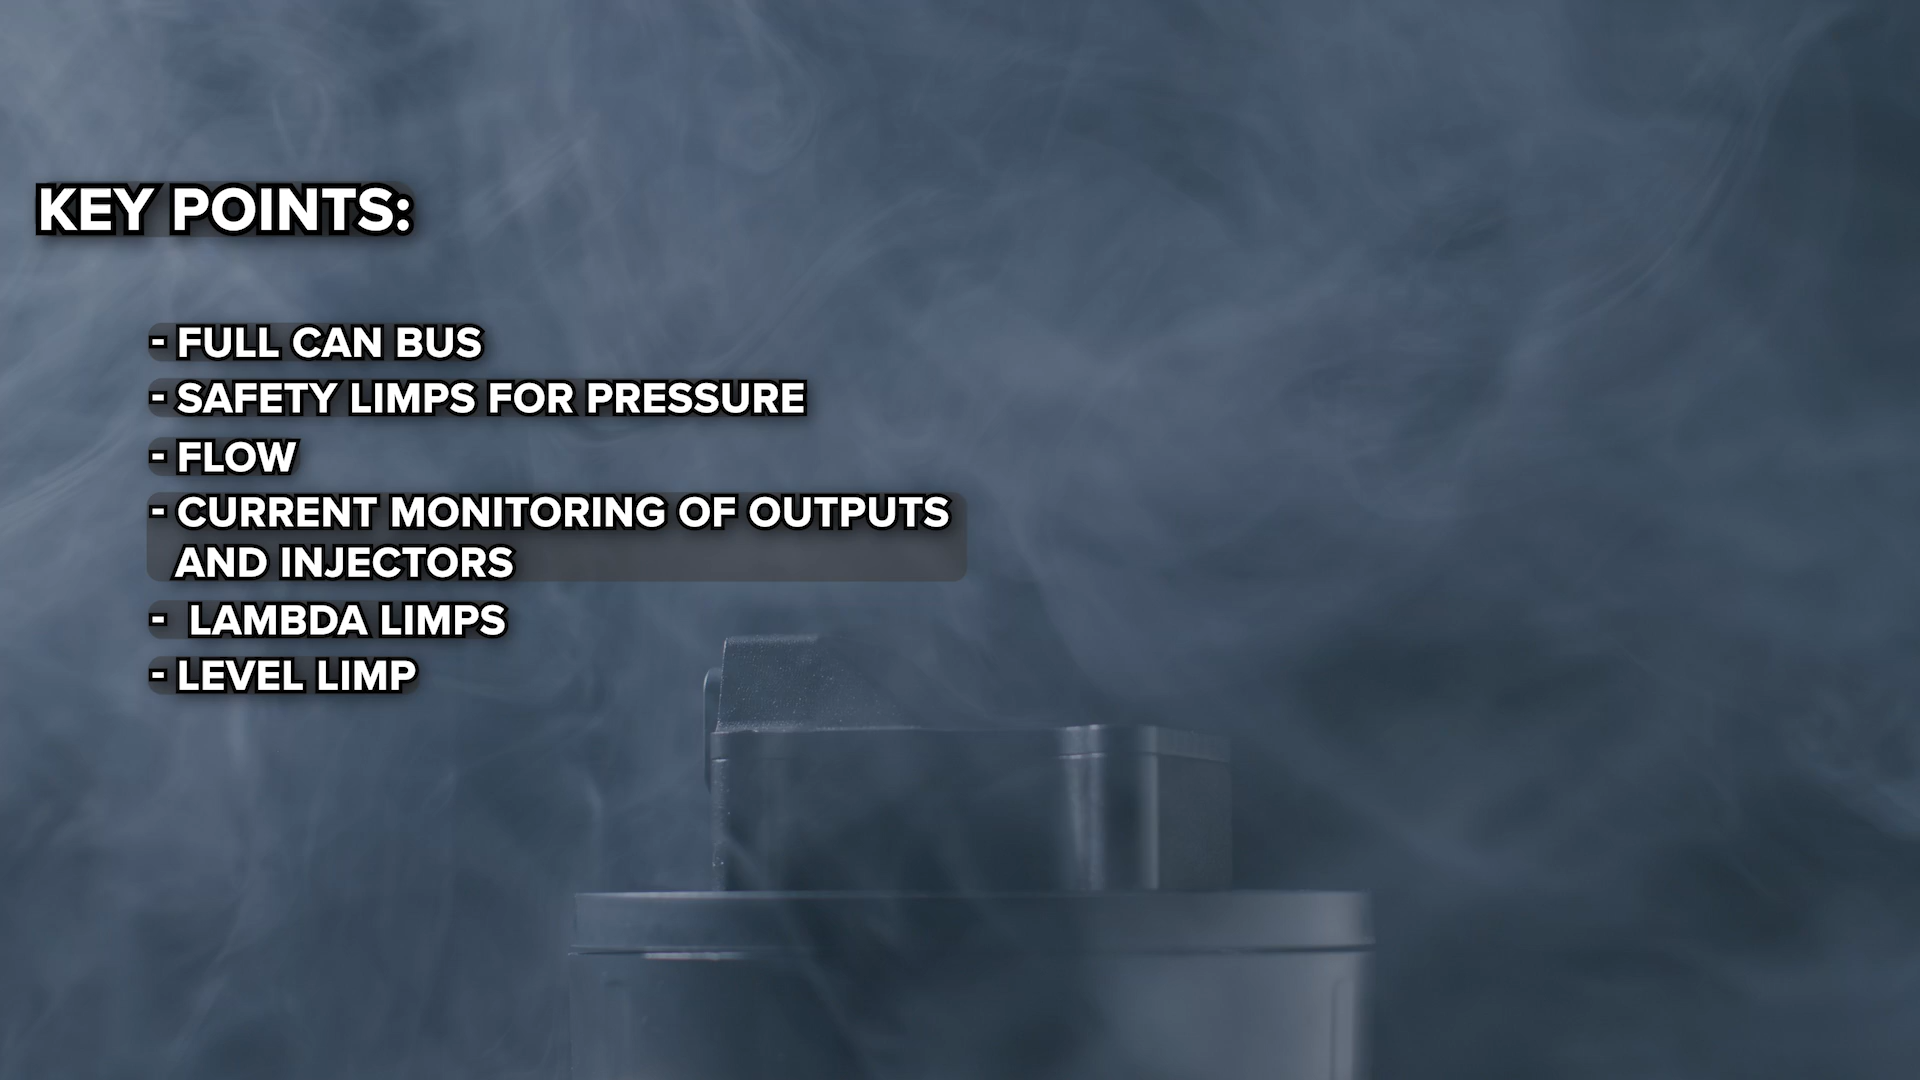 KEY POINTS:
- FULL CAN BUS
- SAFETY LIMPS FOR PRESSURE
- FLOW
- CURRENT MONITORING OF OUTPUTS
AND INJECTORS
- LAMBDA LIMPS
- LEVEL LIMP